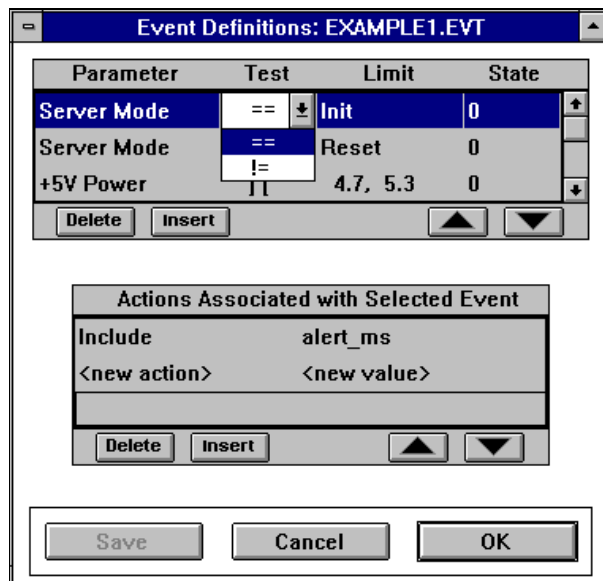 Event Definitions: EXAMPLE1.EVT
Parameter Test Limit State
Server Mode == Init 0
==
Server Mode Reset 0
!=
+5V Power 4.7, 5.3 0
Delete Insert
Actions Associated with Selected Event
Include alert_ms
<new action> <new value>
Delete Insert
Save Cancel OK